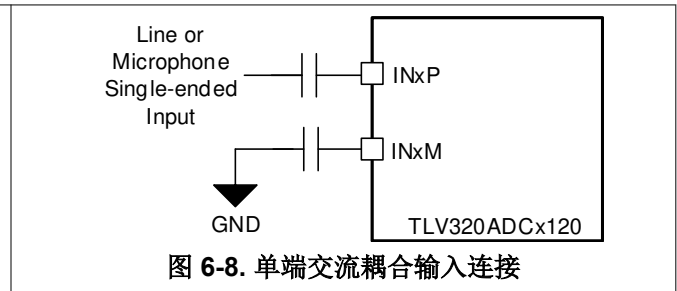 Line or
Microphone
Single-ended
Input
INxP
INxM
GND
TLV320ADCx120
图 6-8. 单端交流耦合输入连接